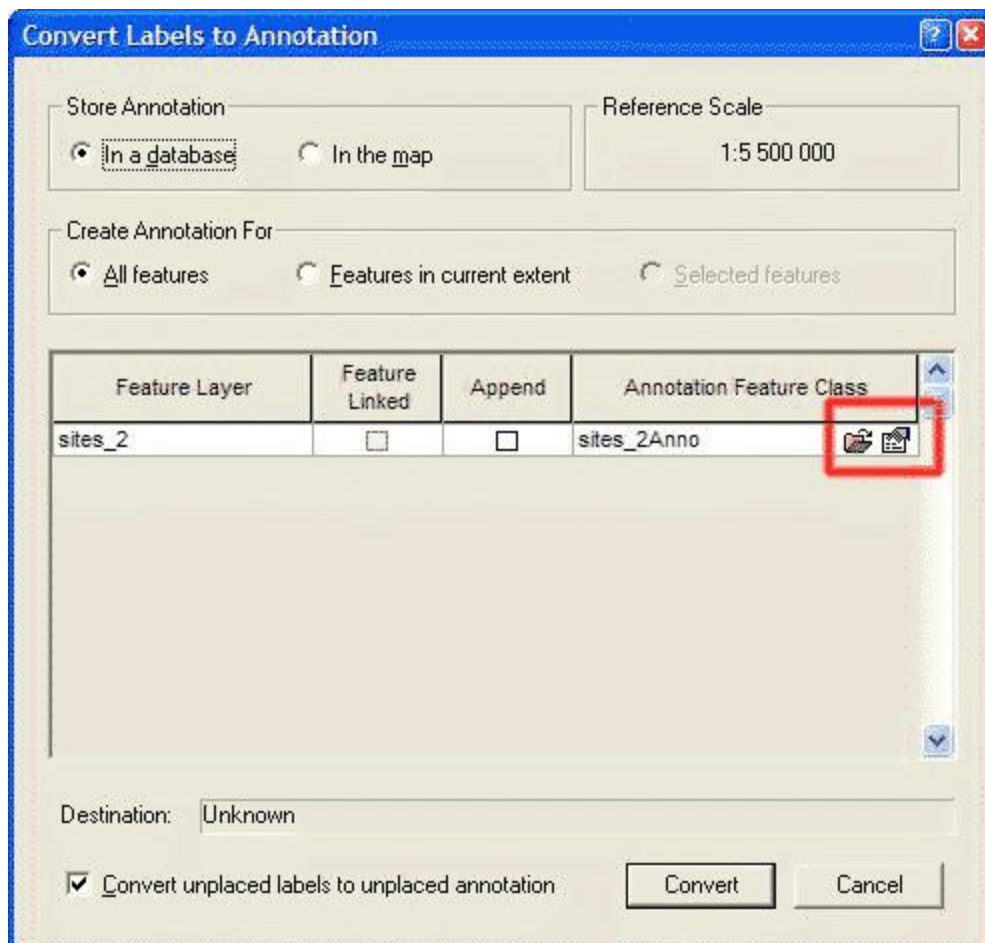 Convert Labels to Annotation
Store Annotation
In a database
In the map
Reference Scale
1:5 500 000
Create Annotation For
All features
Features in current extent
Selected features
Feature Layer
Feature Linked
Append
Annotation Feature Class
sites_2
sites_2Anno
Destination:
Unknown
Convert unplaced labels to unplaced annotation
Convert
Cancel